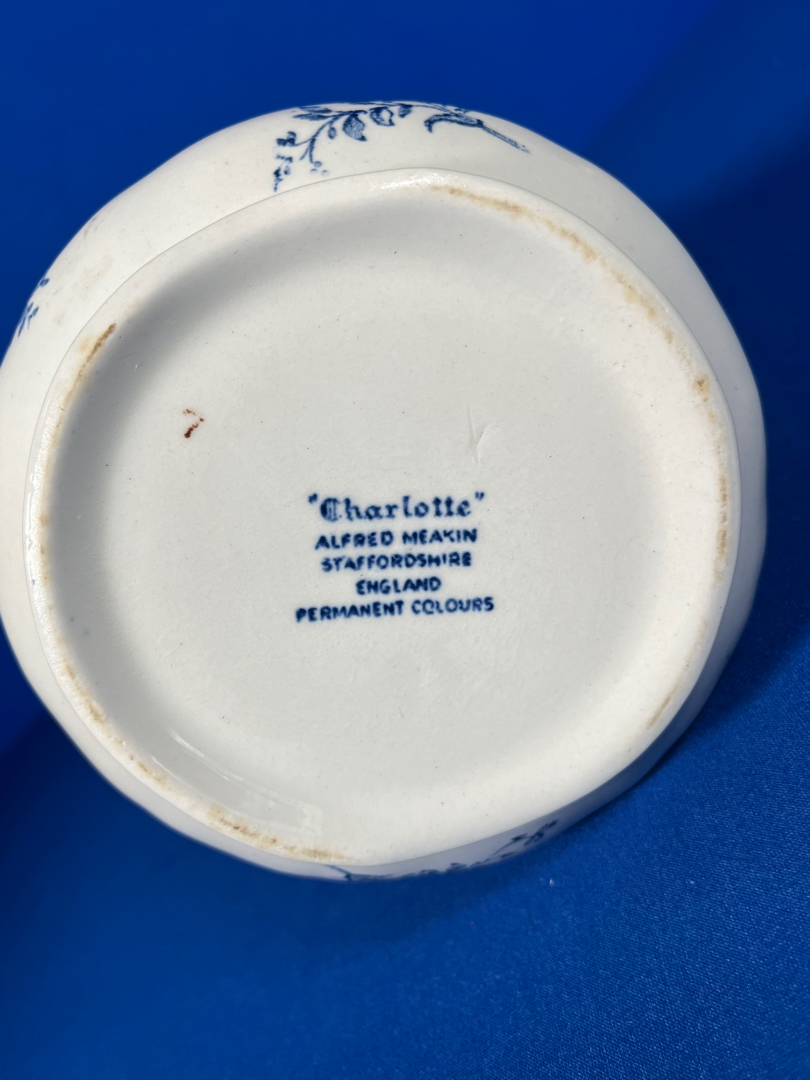 "Charlotte"
ALFRED MEAKIN
STAFFORDSHIRE
ENGLAND
PERMANENT COLOURS